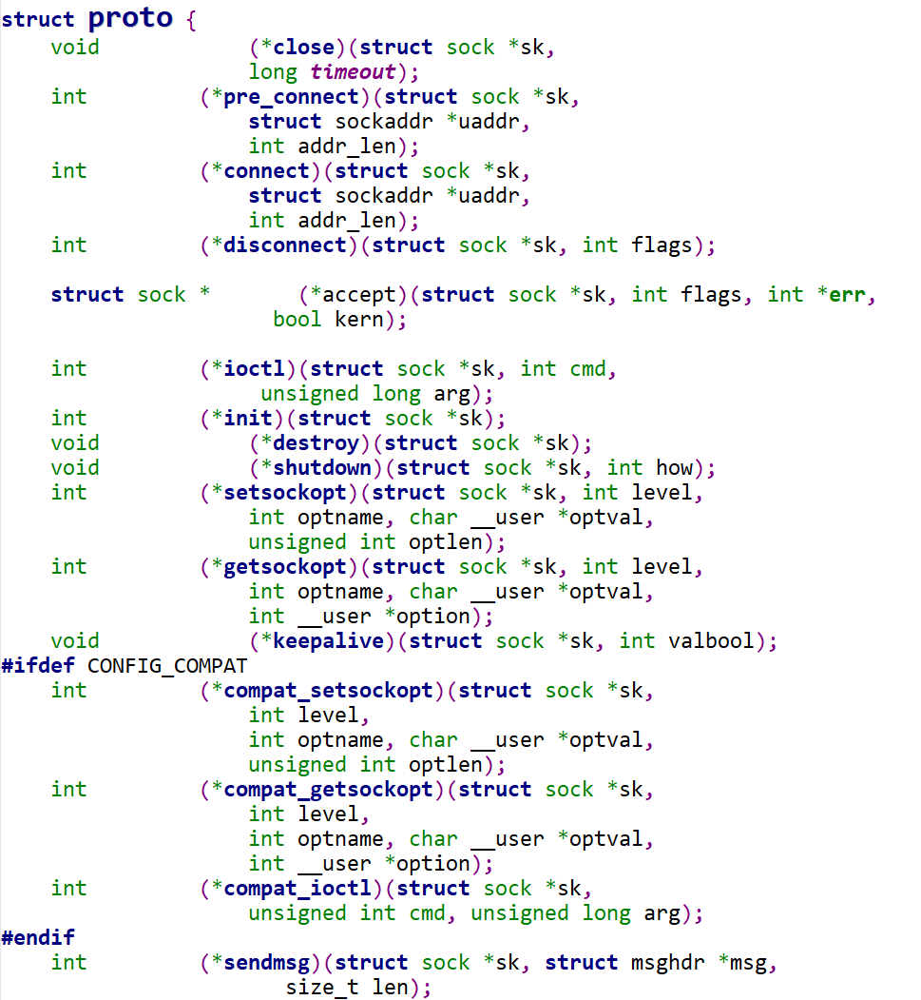 struct proto {
void (*close)(struct sock *sk,
long timeout);
int (*pre_connect)(struct sock *sk,
struct sockaddr *uaddr,
int addr_len);
int (*connect)(struct sock *sk,
struct sockaddr *uaddr,
int addr_len);
int (*disconnect)(struct sock *sk, int flags);
struct sock * (*accept)(struct sock *sk, int flags, int *err,
bool kern);
int (*ioctl)(struct sock *sk, int cmd,
unsigned long arg);
int (*init)(struct sock *sk);
void (*destroy)(struct sock *sk);
void (*shutdown)(struct sock *sk, int how);
int (*setsockopt)(struct sock *sk, int level,
int optname, char __user *optval,
unsigned int optlen);
int (*getsockopt)(struct sock *sk, int level,
int optname, char __user *optval,
int __user *option);
void (*keepalive)(struct sock *sk, int valbool);
#ifdef CONFIG_COMPAT
int (*compat_setsockopt)(struct sock *sk,
int level,
int optname, char __user *optval,
unsigned int optlen);
int (*compat_getsockopt)(struct sock *sk,
int level,
int optname, char __user *optval,
int __user *option);
int (*compat_ioctl)(struct sock *sk,
unsigned int cmd, unsigned long arg);
#endif
int (*sendmsg)(struct sock *sk, struct msghdr *msg,
size_t len);